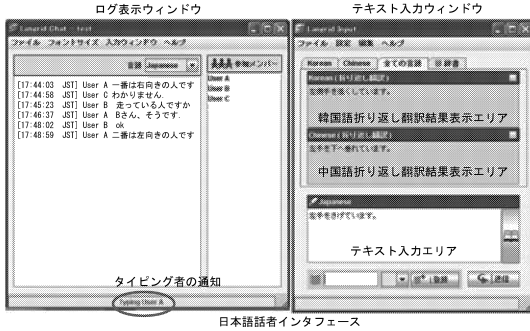 ログ表示ウィンドウ
テキスト入力ウィンドウ
Langrid Chat - test
ファイル フォントサイズ 入力ウィンドウ ヘルプ
言語 Japanese
参加メンバー
User A
User B
User C
[17:44:03 JST] User A 一番は右向きの人です
[17:44:58 JST] User C わかりません.
[17:45:23 JST] User B 走っている人ですか
[17:46:37 JST] User A Bさん、そうです.
[17:48:02 JST] User B ok
[17:48:59 JST] User A 二番は左向きの人です
タイピング者の通知
Typing User A
Langrid Input
ファイル 設定 編集 ヘルプ
Korean Chinese 全ての言語 辞書
Korean (折り返し翻訳)
韓国語折り返し翻訳結果表示エリア
Chinese (折り返し翻訳)
中国語折り返し翻訳結果表示エリア
Japanese
テキスト入力エリア
登録 送信
日本語話者インタフェース